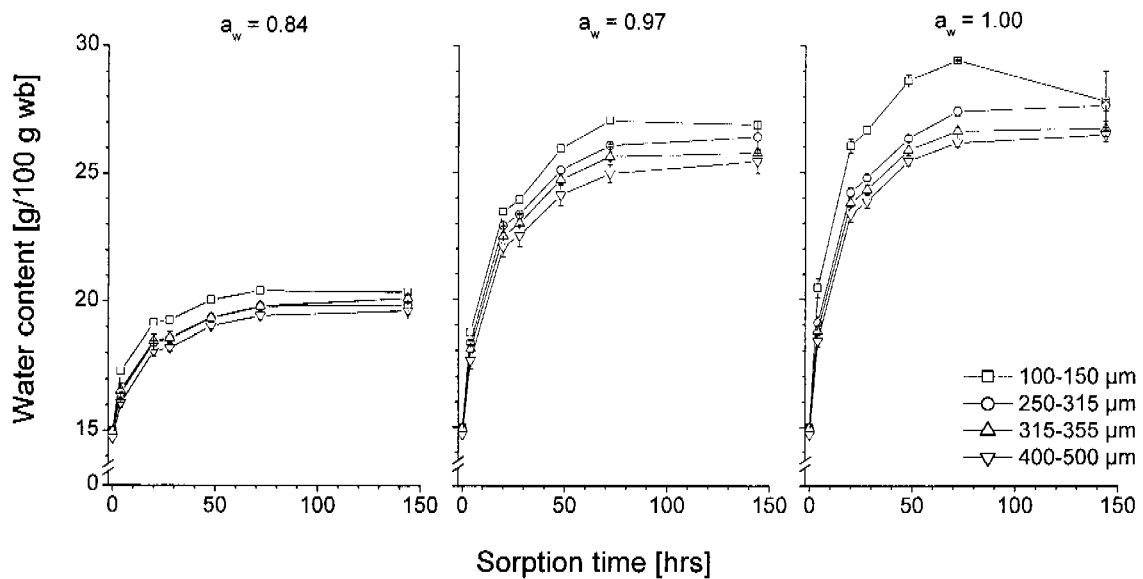 a_w = 0.84
a_w = 0.97
a_w = 1.00
Water content [g/100 g wb]
30
25
20
15
0
0 50 100 150
0 50 100 150
0 50 100 150
100-150 µm
250-315 µm
315-355 µm
400-500 µm
Sorption time [hrs]